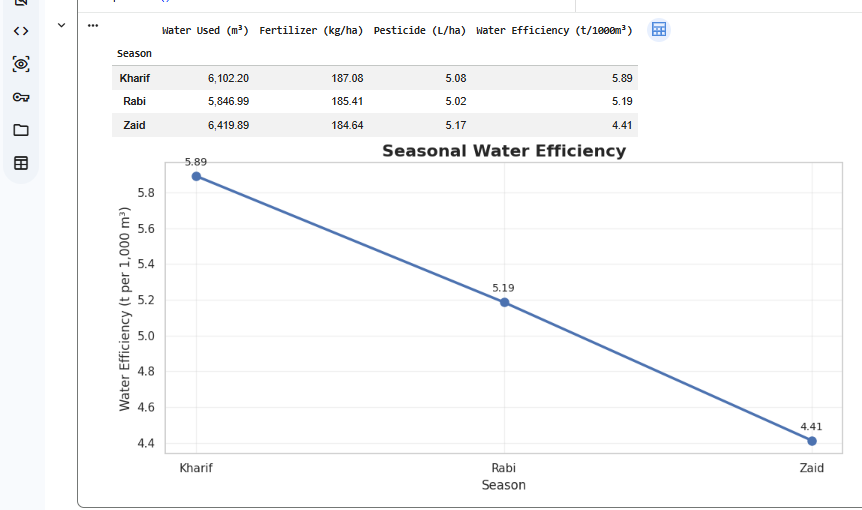 Water Used (m³) Fertilizer (kg/ha) Pesticide (L/ha) Water Efficiency (t/1000m³)
Season
Kharif 6,102.20 187.08 5.08 5.89
Rabi 5,846.99 185.41 5.02 5.19
Zaid 6,419.89 184.64 5.17 4.41
Seasonal Water Efficiency
5.89
5.8
5.6
5.4
5.2
5.0
4.8
4.6
4.4
Water Efficiency (t per 1,000 m³)
5.19
4.41
Kharif Rabi Zaid
Season